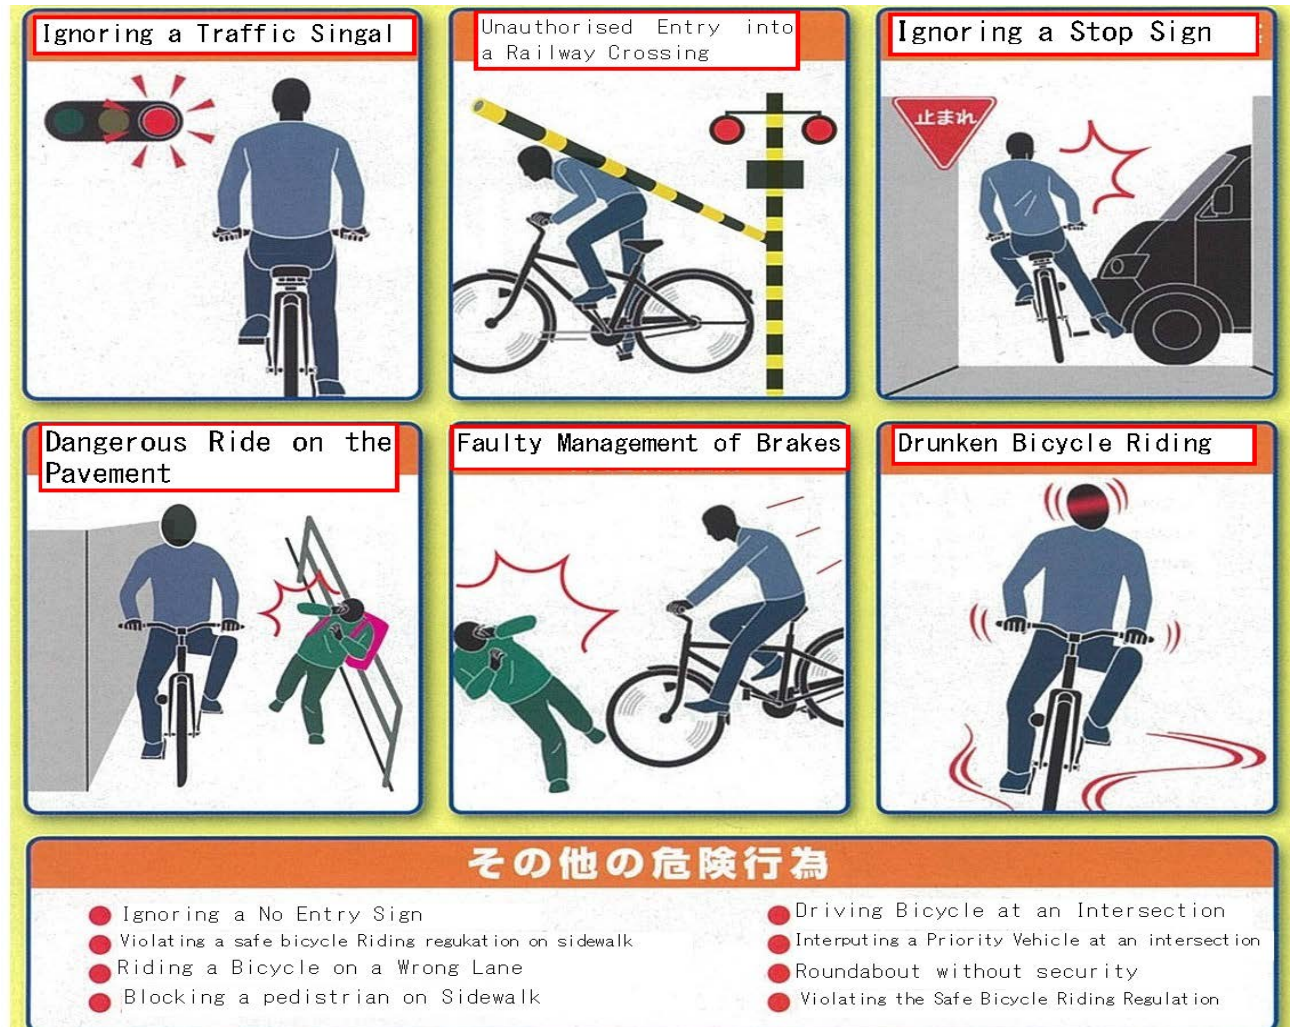 Ignoring a Traffic Singal
Unauthorised Entry into
a Railway Crossing
Ignoring a Stop Sign
止まれ
Dangerous Ride on the
Pavement
Faulty Management of Brakes
Drunken Bicycle Riding
その他の危険行為
Ignoring a No Entry Sign
Violating a safe bicycle Riding regukation on sidewalk
Riding a Bicycle on a Wrong Lane
Blocking a pedistrian on Sidewalk
Driving Bicycle at an Intersection
Interputing a Priority Vehicle at an intersection
Roundabout without security
Violating the Safe Bicycle Riding Regulation